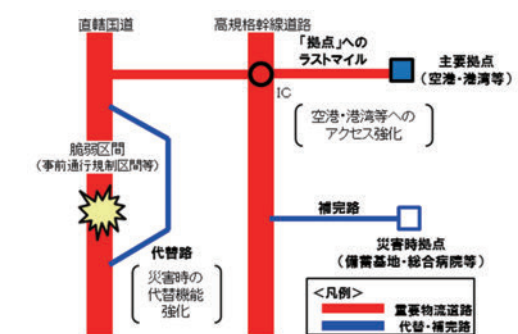 直轄国道
高規格幹線道路
「拠点」への
ラストマイル
主要拠点
(空港・港湾等)
IC
空港・港湾等への
アクセス強化
脆弱区間
(事前通行規制区間等)
補完路
災害時拠点
(備蓄基地・総合病院等)
代替路
災害時の
代替機能
強化
<凡例>
重要物流道路
代替・補完路